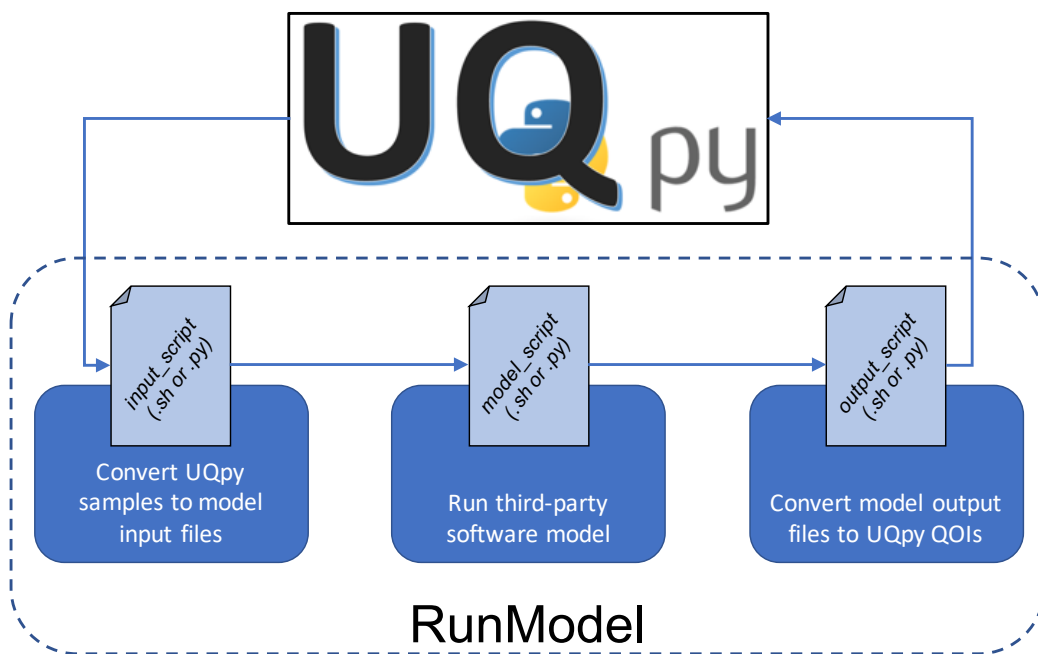 UQ py
input_script
(.sh or .py)
model_script
(.sh or .py)
output_script
(.sh or .py)
Convert UQpy
samples to model
input files
Run third-party
software model
Convert model output
files to UQpy QOIs
RunModel